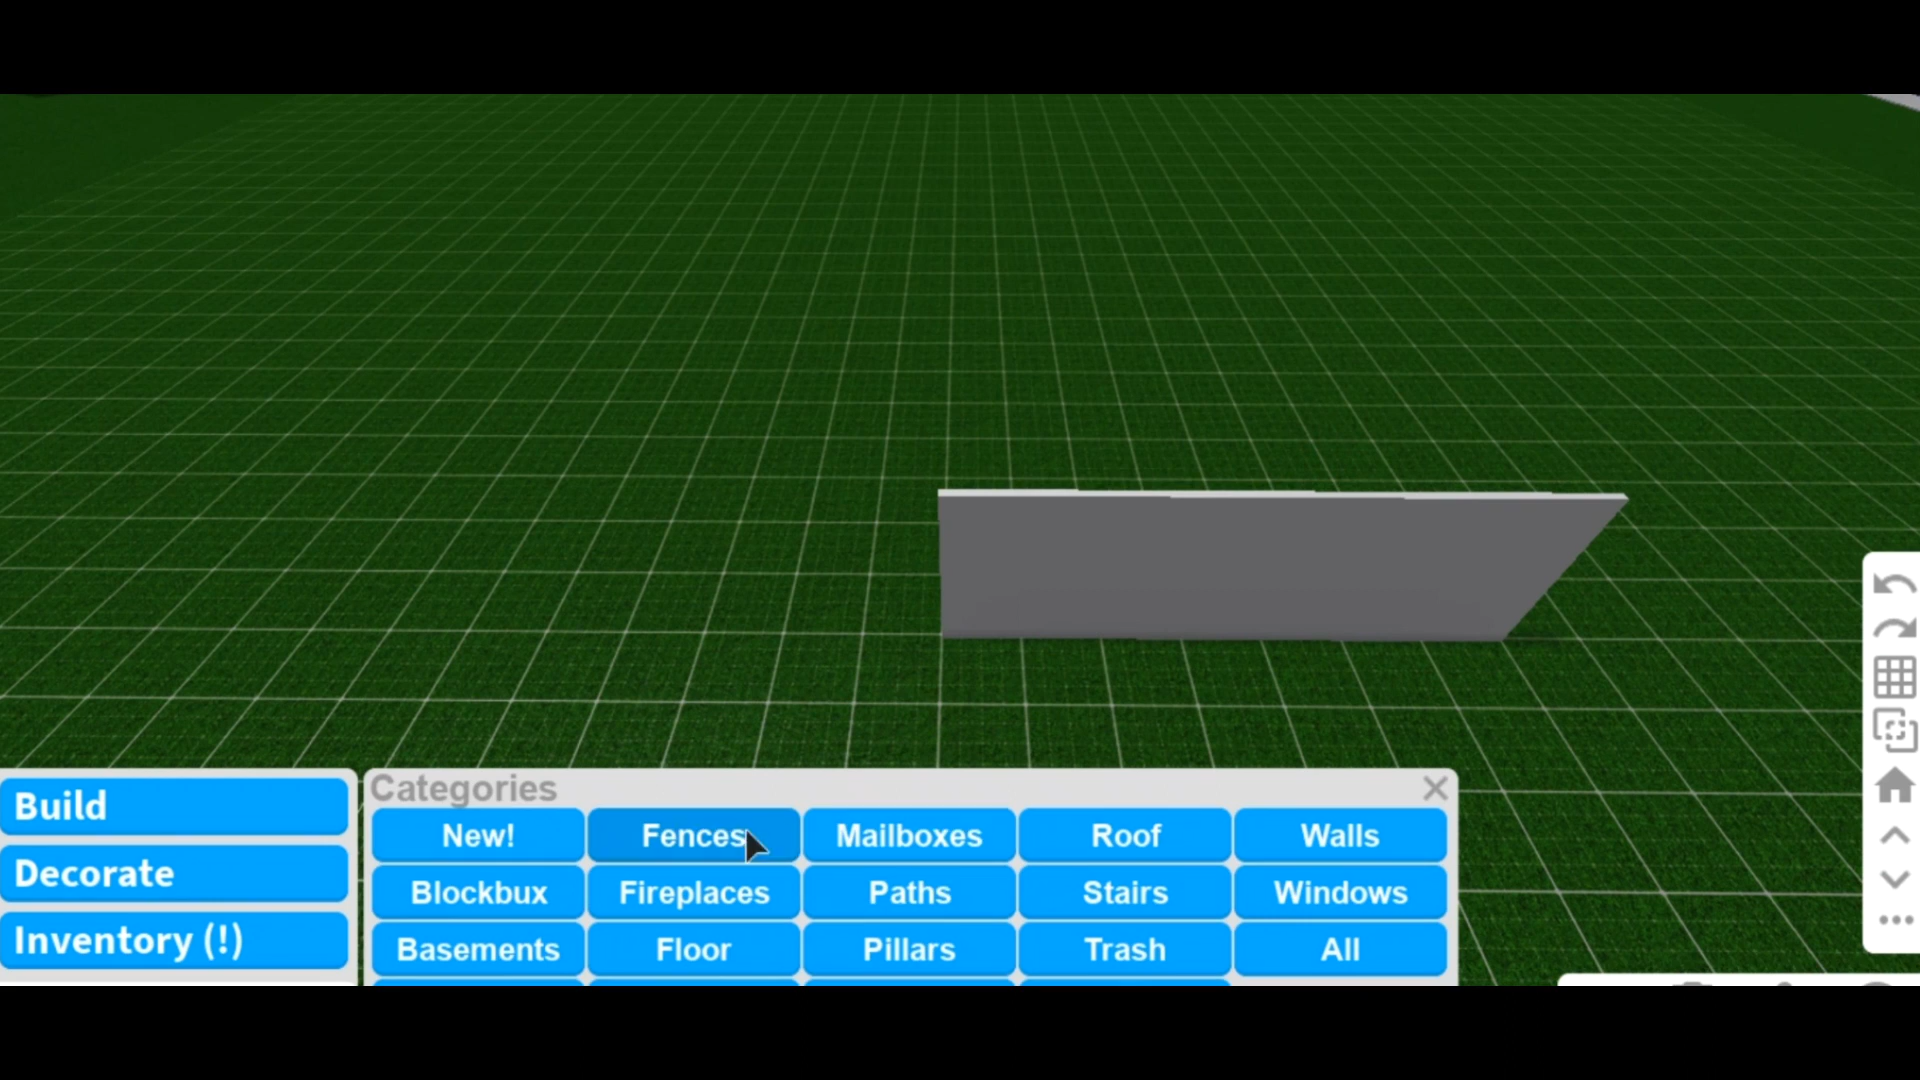 Build
Decorate
Inventory (!)
Categories
New!
Fences
Mailboxes
Roof
Walls
Blockbux
Fireplaces
Paths
Stairs
Windows
Basements
Floor
Pillars
Trash
All